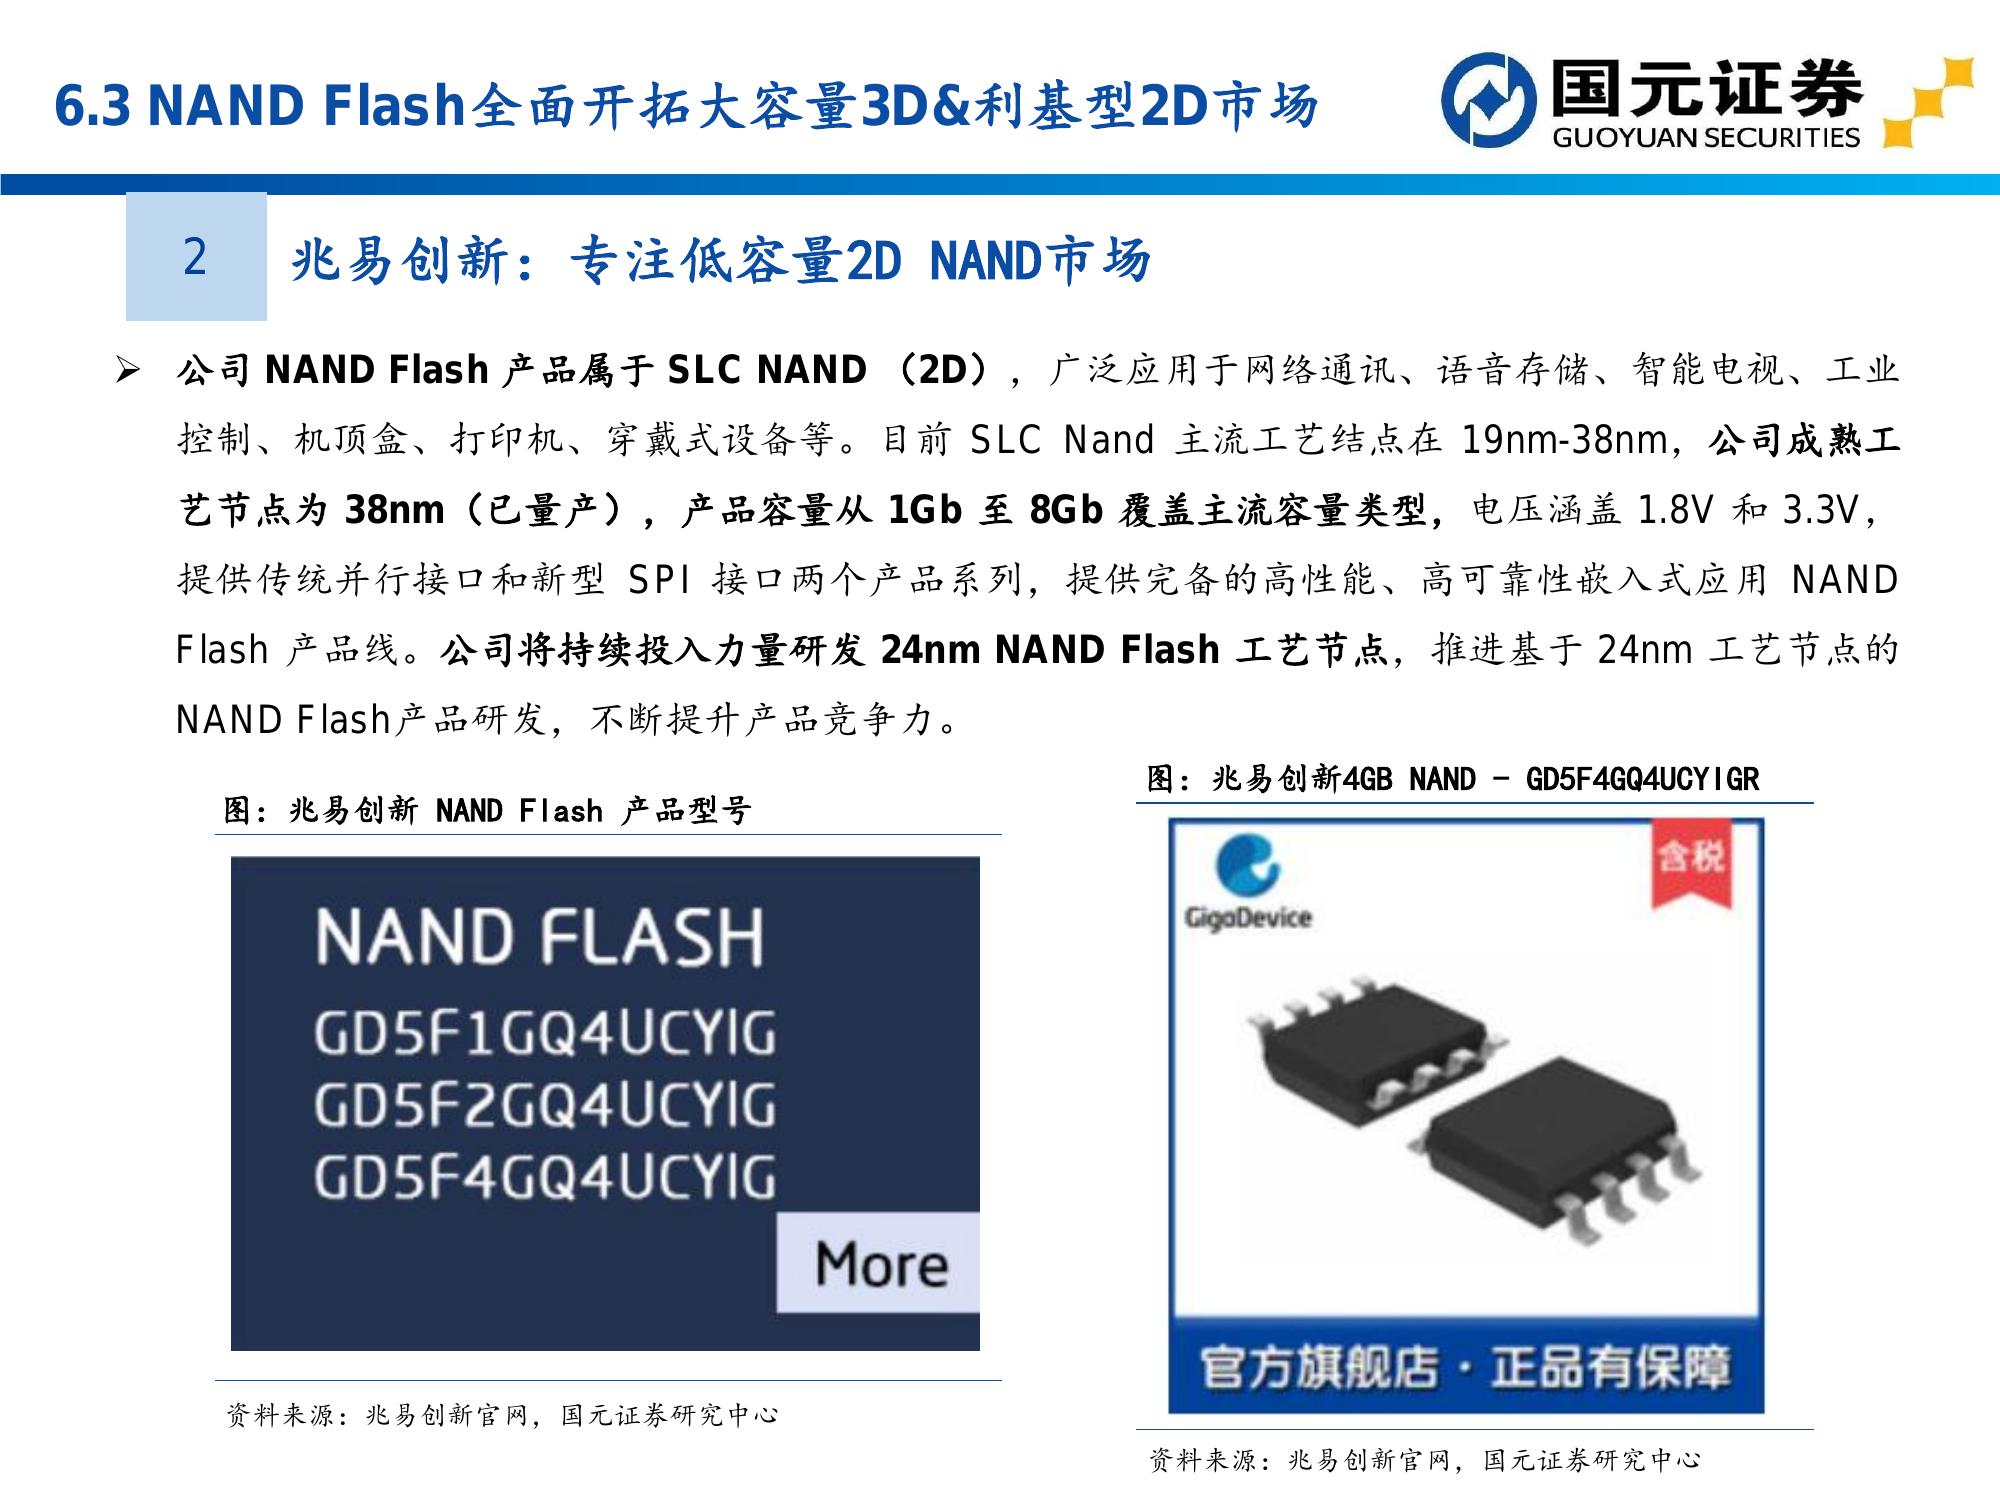 6.3 NAND Flash全面开拓大容量3D&利基型2D市场
国元证券
GUOYUAN SECURITIES
2
兆易创新：专注低容量2D NAND市场
➢ 公司 NAND Flash 产品属于 SLC NAND （2D），广泛应用于网络通讯、语音存储、智能电视、工业
控制、机顶盒、打印机、穿戴式设备等。目前 SLC Nand 主流工艺结点在 19nm-38nm，公司成熟工
艺节点为 38nm（已量产），产品容量从 1Gb 至 8Gb 覆盖主流容量类型，电压涵盖 1.8V 和 3.3V，
提供传统并行接口和新型 SPI 接口两个产品系列，提供完备的高性能、高可靠性嵌入式应用 NAND
Flash 产品线。公司将持续投入力量研发 24nm NAND Flash 工艺节点，推进基于 24nm 工艺节点的
NAND Flash产品研发，不断提升产品竞争力。
图：兆易创新 NAND Flash 产品型号
NAND FLASH
GD5F1GQ4UCYIG
GD5F2GQ4UCYIG
GD5F4GQ4UCYIG
More
资料来源：兆易创新官网，国元证券研究中心
图：兆易创新4GB NAND - GD5F4GQ4UCYIGR
含税
GigaDevice
官方旗舰店·正品有保障
资料来源：兆易创新官网，国元证券研究中心